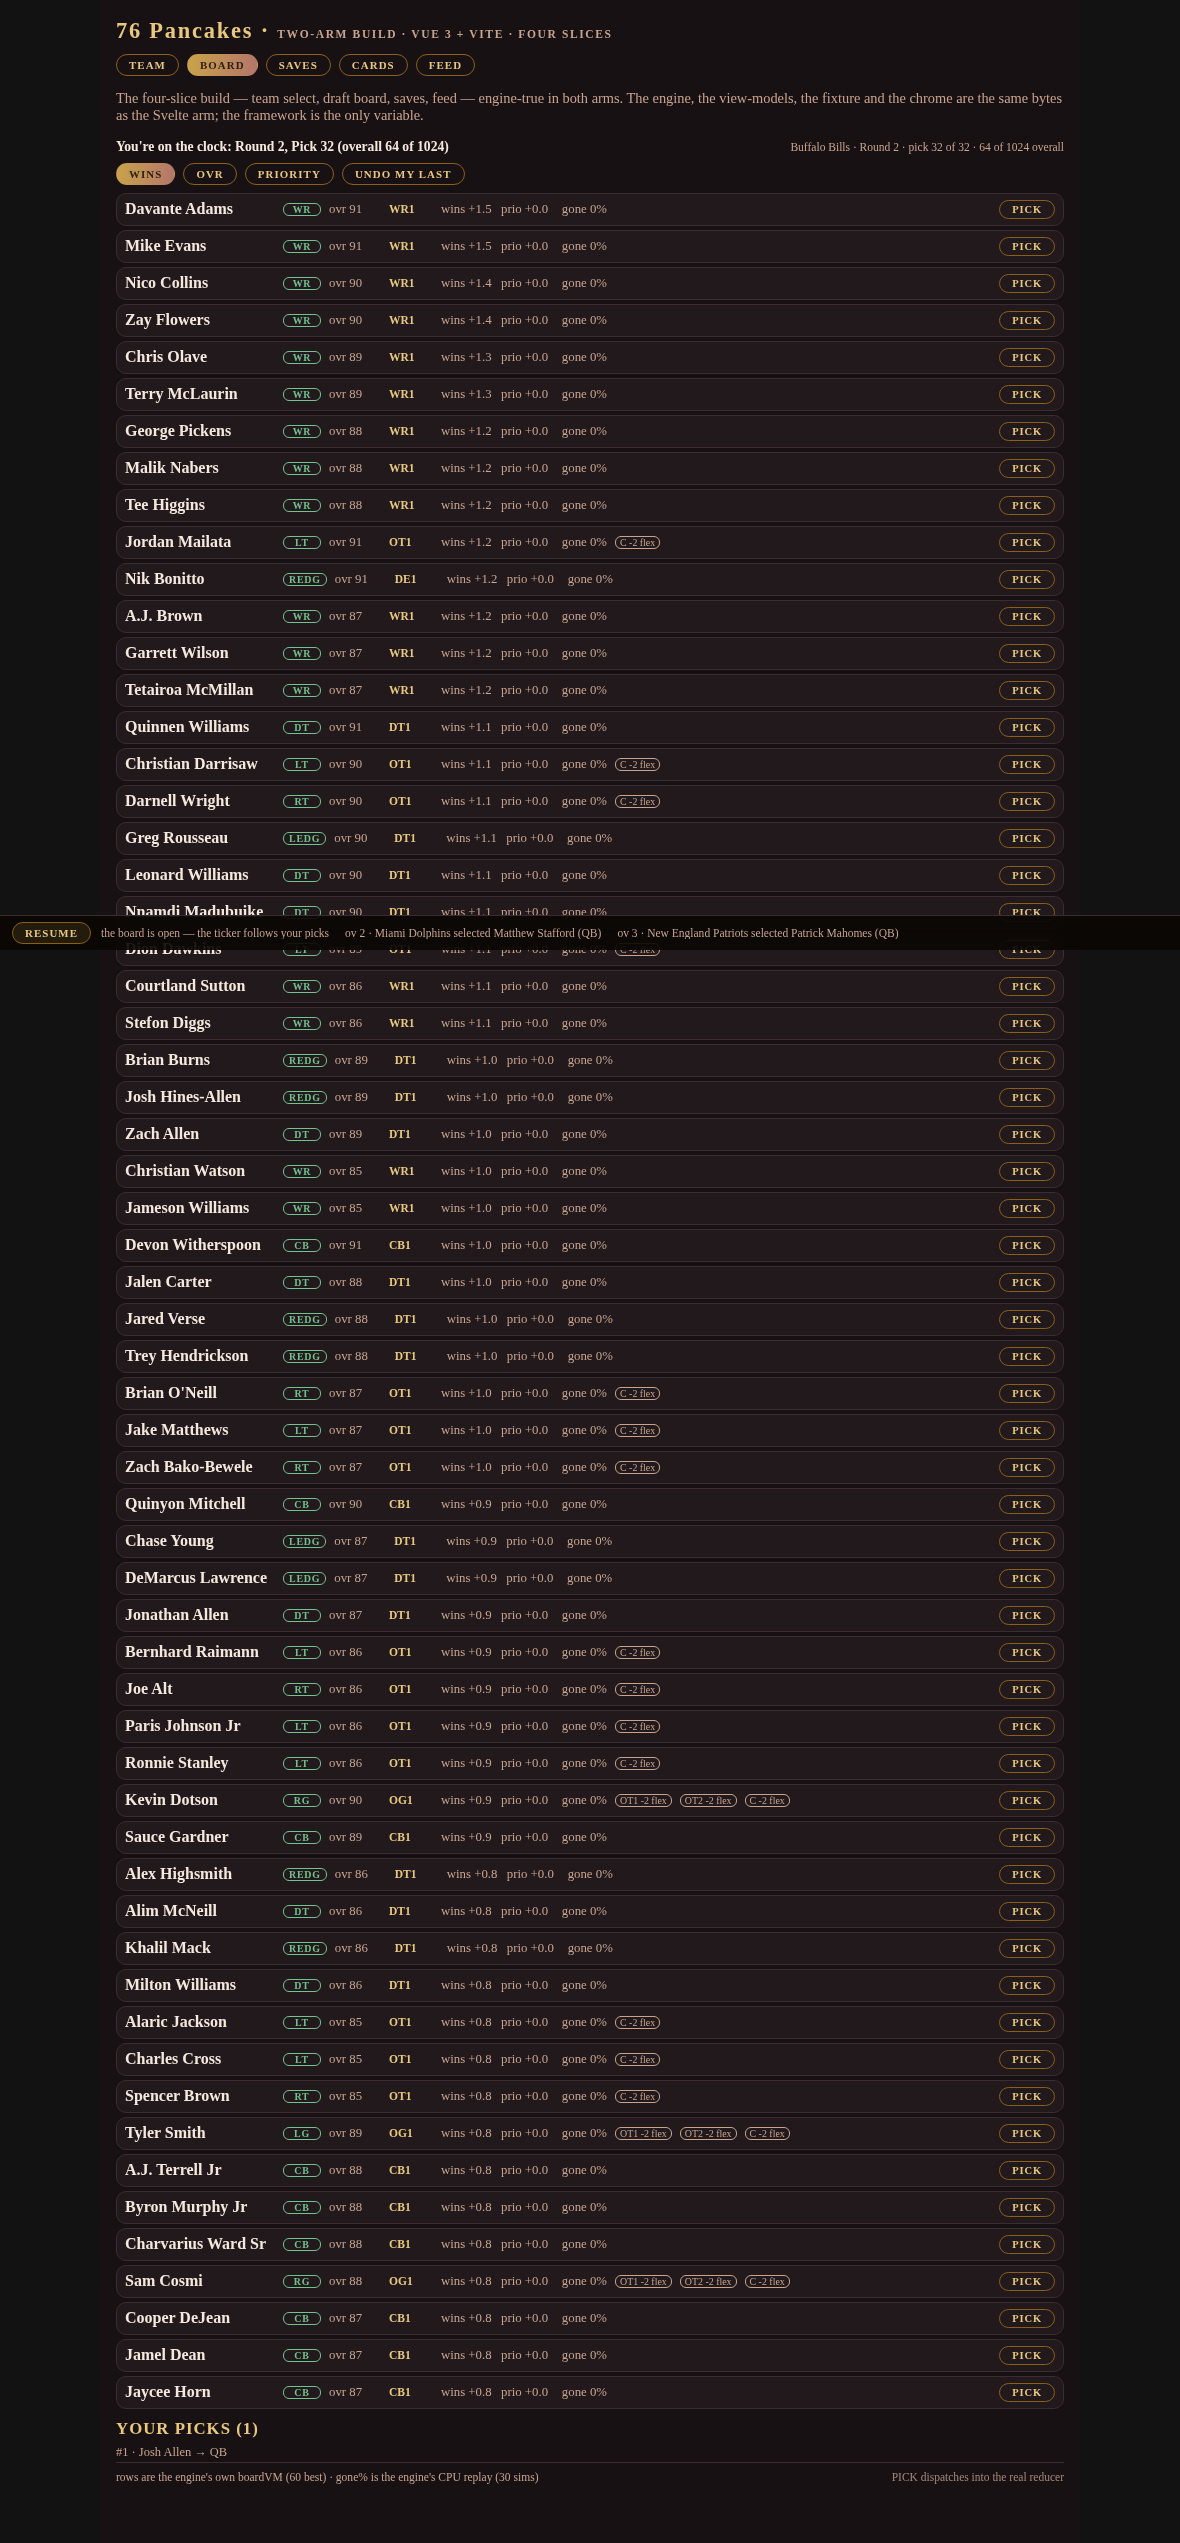 76 Pancakes · TWO-ARM BUILD · VUE 3 + VITE · FOUR SLICES
TEAM BOARD SAVES CARDS FEED
The four-slice build — team select, draft board, saves, feed — engine-true in both arms. The engine, the view-models, the fixture and the chrome are the same bytes
as the Svelte arm; the framework is the only variable.
You're on the clock: Round 2, Pick 32 (overall 64 of 1024) Buffalo Bills · Round 2 · pick 32 of 32 · 64 of 1024 overall
WINS OVR PRIORITY UNDO MY LAST
Davante Adams WR ovr 91 WR1 wins +1.5 prio +0.0 gone 0% PICK
Mike Evans WR ovr 91 WR1 wins +1.5 prio +0.0 gone 0% PICK
Nico Collins WR ovr 90 WR1 wins +1.4 prio +0.0 gone 0% PICK
Zay Flowers WR ovr 90 WR1 wins +1.4 prio +0.0 gone 0% PICK
Chris Olave WR ovr 89 WR1 wins +1.3 prio +0.0 gone 0% PICK
Terry McLaurin WR ovr 89 WR1 wins +1.3 prio +0.0 gone 0% PICK
George Pickens WR ovr 88 WR1 wins +1.2 prio +0.0 gone 0% PICK
Malik Nabers WR ovr 88 WR1 wins +1.2 prio +0.0 gone 0% PICK
Tee Higgins WR ovr 88 WR1 wins +1.2 prio +0.0 gone 0% PICK
Jordan Mailata LT ovr 91 OT1 wins +1.2 prio +0.0 gone 0% C -2 flex PICK
Nik Bonitto REDG ovr 91 DE1 wins +1.2 prio +0.0 gone 0% PICK
A.J. Brown WR ovr 87 WR1 wins +1.2 prio +0.0 gone 0% PICK
Garrett Wilson WR ovr 87 WR1 wins +1.2 prio +0.0 gone 0% PICK
Tetairoa McMillan WR ovr 87 WR1 wins +1.2 prio +0.0 gone 0% PICK
Quinnen Williams DT ovr 91 DT1 wins +1.1 prio +0.0 gone 0% PICK
Christian Darrisaw LT ovr 90 OT1 wins +1.1 prio +0.0 gone 0% C -2 flex PICK
Darnell Wright RT ovr 90 OT1 wins +1.1 prio +0.0 gone 0% C -2 flex PICK
Greg Rousseau LEDG ovr 90 DT1 wins +1.1 prio +0.0 gone 0% PICK
Leonard Williams DT ovr 90 DT1 wins +1.1 prio +0.0 gone 0% PICK
Nnamdi Madubuike DT ovr 90 DT1 wins +1.1 prio +0.0 gone 0% PICK
RESUME the board is open — the ticker follows your picks ov 2 · Miami Dolphins selected Matthew Stafford (QB) ov 3 · New England Patriots selected Patrick Mahomes (QB)
Dion Dawkins LT ovr 89 OT1 wins +1.1 prio +0.0 gone 0% C -2 flex PICK
Courtland Sutton WR ovr 86 WR1 wins +1.1 prio +0.0 gone 0% PICK
Stefon Diggs WR ovr 86 WR1 wins +1.1 prio +0.0 gone 0% PICK
Brian Burns REDG ovr 89 DT1 wins +1.0 prio +0.0 gone 0% PICK
Josh Hines-Allen REDG ovr 89 DT1 wins +1.0 prio +0.0 gone 0% PICK
Zach Allen DT ovr 89 DT1 wins +1.0 prio +0.0 gone 0% PICK
Christian Watson WR ovr 85 WR1 wins +1.0 prio +0.0 gone 0% PICK
Jameson Williams WR ovr 85 WR1 wins +1.0 prio +0.0 gone 0% PICK
Devon Witherspoon CB ovr 91 CB1 wins +1.0 prio +0.0 gone 0% PICK
Jalen Carter DT ovr 88 DT1 wins +1.0 prio +0.0 gone 0% PICK
Jared Verse REDG ovr 88 DT1 wins +1.0 prio +0.0 gone 0% PICK
Trey Hendrickson REDG ovr 88 DT1 wins +1.0 prio +0.0 gone 0% PICK
Brian O'Neill RT ovr 87 OT1 wins +1.0 prio +0.0 gone 0% C -2 flex PICK
Jake Matthews LT ovr 87 OT1 wins +1.0 prio +0.0 gone 0% C -2 flex PICK
Zach Bako-Bewele RT ovr 87 OT1 wins +1.0 prio +0.0 gone 0% C -2 flex PICK
Quinyon Mitchell CB ovr 90 CB1 wins +0.9 prio +0.0 gone 0% PICK
Chase Young LEDG ovr 87 DT1 wins +0.9 prio +0.0 gone 0% PICK
DeMarcus Lawrence LEDG ovr 87 DT1 wins +0.9 prio +0.0 gone 0% PICK
Jonathan Allen DT ovr 87 DT1 wins +0.9 prio +0.0 gone 0% PICK
Bernhard Raimann LT ovr 86 OT1 wins +0.9 prio +0.0 gone 0% C -2 flex PICK
Joe Alt RT ovr 86 OT1 wins +0.9 prio +0.0 gone 0% C -2 flex PICK
Paris Johnson Jr LT ovr 86 OT1 wins +0.9 prio +0.0 gone 0% C -2 flex PICK
Ronnie Stanley LT ovr 86 OT1 wins +0.9 prio +0.0 gone 0% C -2 flex PICK
Kevin Dotson RG ovr 90 OG1 wins +0.9 prio +0.0 gone 0% OT1 -2 flex OT2 -2 flex C -2 flex PICK
Sauce Gardner CB ovr 89 CB1 wins +0.9 prio +0.0 gone 0% PICK
Alex Highsmith REDG ovr 86 DT1 wins +0.8 prio +0.0 gone 0% PICK
Alim McNeill DT ovr 86 DT1 wins +0.8 prio +0.0 gone 0% PICK
Khalil Mack REDG ovr 86 DT1 wins +0.8 prio +0.0 gone 0% PICK
Milton Williams DT ovr 86 DT1 wins +0.8 prio +0.0 gone 0% PICK
Alaric Jackson LT ovr 85 OT1 wins +0.8 prio +0.0 gone 0% C -2 flex PICK
Charles Cross LT ovr 85 OT1 wins +0.8 prio +0.0 gone 0% C -2 flex PICK
Spencer Brown RT ovr 85 OT1 wins +0.8 prio +0.0 gone 0% C -2 flex PICK
Tyler Smith LG ovr 89 OG1 wins +0.8 prio +0.0 gone 0% OT1 -2 flex OT2 -2 flex C -2 flex PICK
A.J. Terrell Jr CB ovr 88 CB1 wins +0.8 prio +0.0 gone 0% PICK
Byron Murphy Jr CB ovr 88 CB1 wins +0.8 prio +0.0 gone 0% PICK
Charvarius Ward Sr CB ovr 88 CB1 wins +0.8 prio +0.0 gone 0% PICK
Sam Cosmi RG ovr 88 OG1 wins +0.8 prio +0.0 gone 0% OT1 -2 flex OT2 -2 flex C -2 flex PICK
Cooper DeJean CB ovr 87 CB1 wins +0.8 prio +0.0 gone 0% PICK
Jamel Dean CB ovr 87 CB1 wins +0.8 prio +0.0 gone 0% PICK
Jaycee Horn CB ovr 87 CB1 wins +0.8 prio +0.0 gone 0% PICK
YOUR PICKS (1)
#1 · Josh Allen → QB
rows are the engine's own boardVM (60 best) · gone% is the engine's CPU replay (30 sims) PICK dispatches into the real reducer